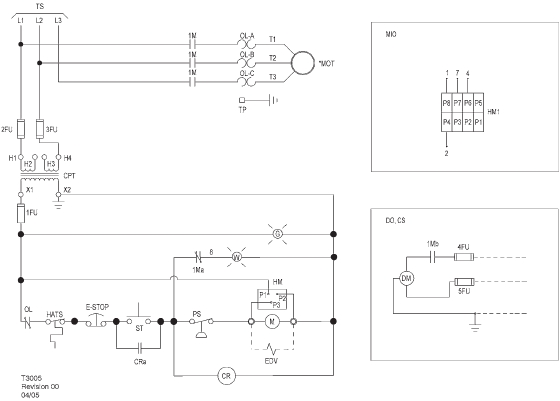 TS
L1 L2 L3
1M OL-A T1
1M OL-B T2 *MOT
1M OL-C T3
TP
2FU 3FU
H1 H2 H3 H4
CPT
X1 X2
1FU
G
8 W
1Ma
HM
P1 P2
P3
OL HATS E-STOP ST PS M
CRa EDV
CR
T3005
Revision 00
04/05
MIO
1 7 4
P8 P7 P6 P5
HM1
P4 P3 P2 P1
2
DO, CS
1Mb 4FU
DM
5FU